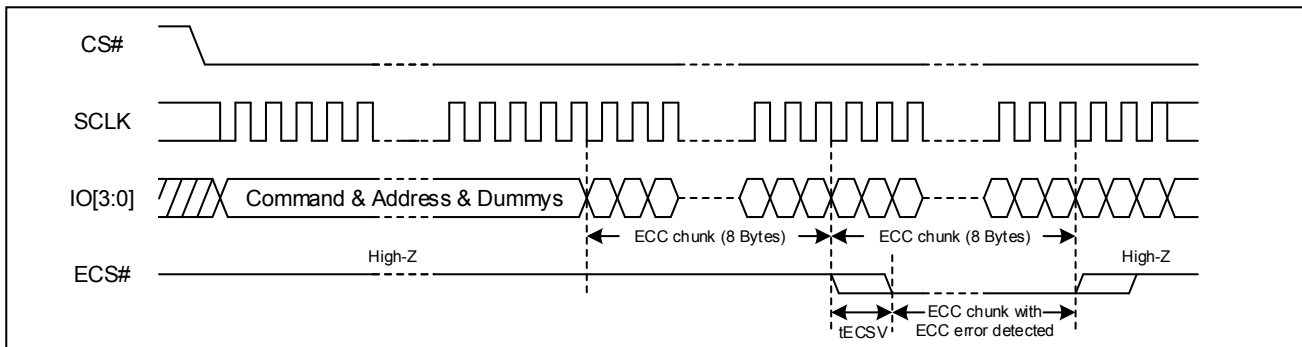 CS#
SCLK
IO[3:0]
Command & Address & Dummys
ECC chunk (8 Bytes)
ECC chunk (8 Bytes)
High-Z
High-Z
ECS#
ECC chunk with
ECC error detected
tECSV